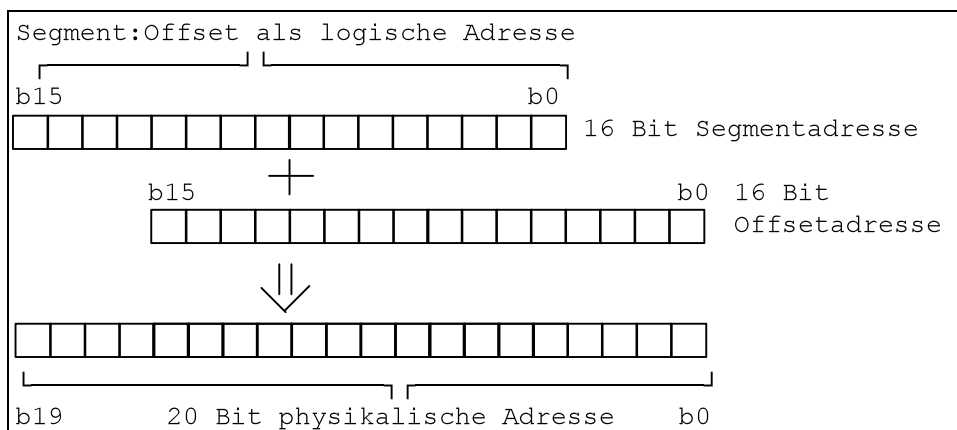 Segment:Offset als logische Adresse
b15 b0
16 Bit Segmentadresse
b15 b0 16 Bit
Offsetadresse
b19 20 Bit physikalische Adresse b0